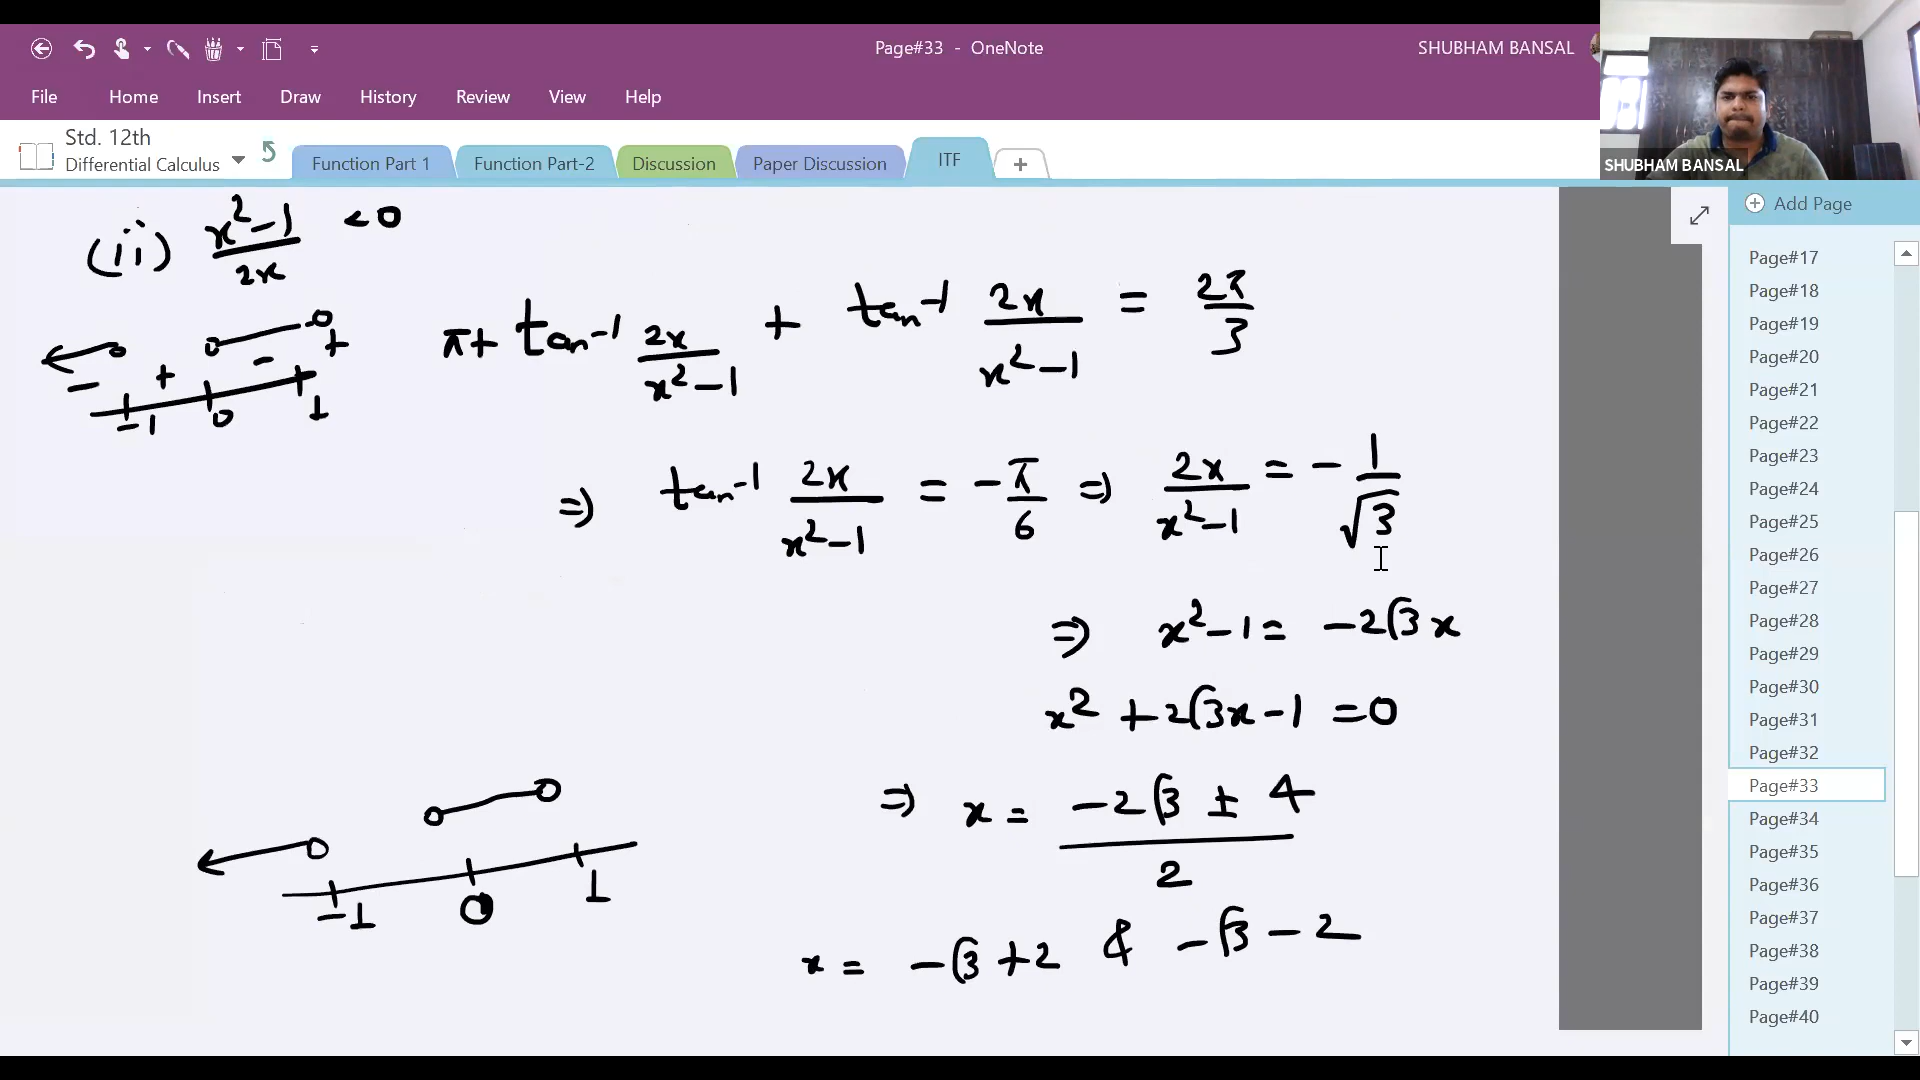 Page#33 - OneNote
SHUBHAM BANSAL
File Home Insert Draw History Review View Help
SHUBHAM BANSAL
Std. 12th
Differential Calculus
Function Part 1
Function Part-2
Discussion
Paper Discussion
ITF
+
Add Page
Page#17
Page#18
Page#19
Page#20
Page#21
Page#22
Page#23
Page#24
Page#25
Page#26
Page#27
Page#28
Page#29
Page#30
Page#31
Page#32
Page#33
Page#34
Page#35
Page#36
Page#37
Page#38
Page#39
Page#40
(ii) (x²-1)/(2x) <0
- + - +
-1 0 1
π+ tan⁻¹ (2x)/(x²-1) + tan⁻¹ (2x)/(x²-1) = 2π/3
⇒ tan⁻¹ (2x)/(x²-1) = -π/6 ⇒ (2x)/(x²-1) = -1/√3
⇒ x²-1 = -2√3 x
x² +2√3x-1 =0
⇒ x = (-2√3 ± 4)/2
-1 0 1
x = -√3+2 & -√3-2